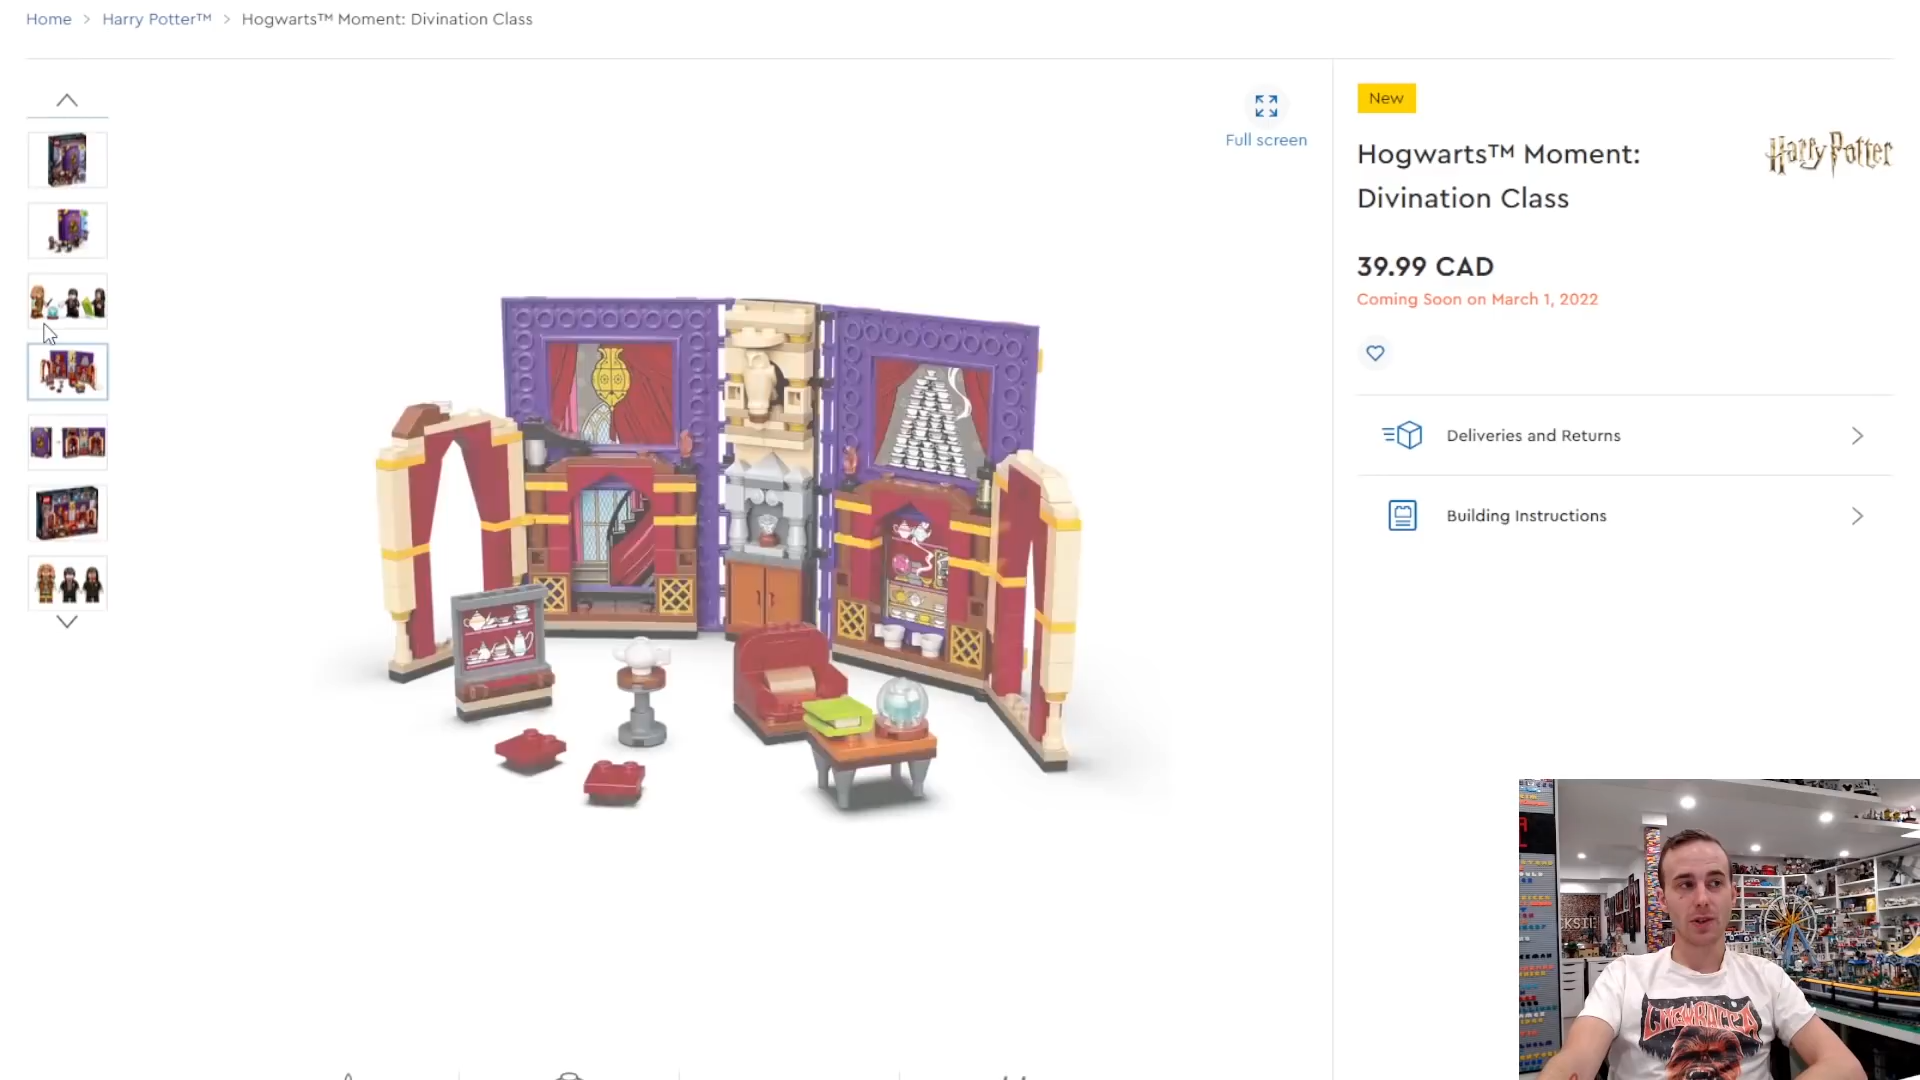 Home > Harry Potter™ > Hogwarts™ Moment: Divination Class
Full screen
New
Hogwarts™ Moment:
Divination Class
Harry Potter
39.99 CAD
Coming Soon on March 1, 2022
Deliveries and Returns
Building Instructions
CHEWBACCA